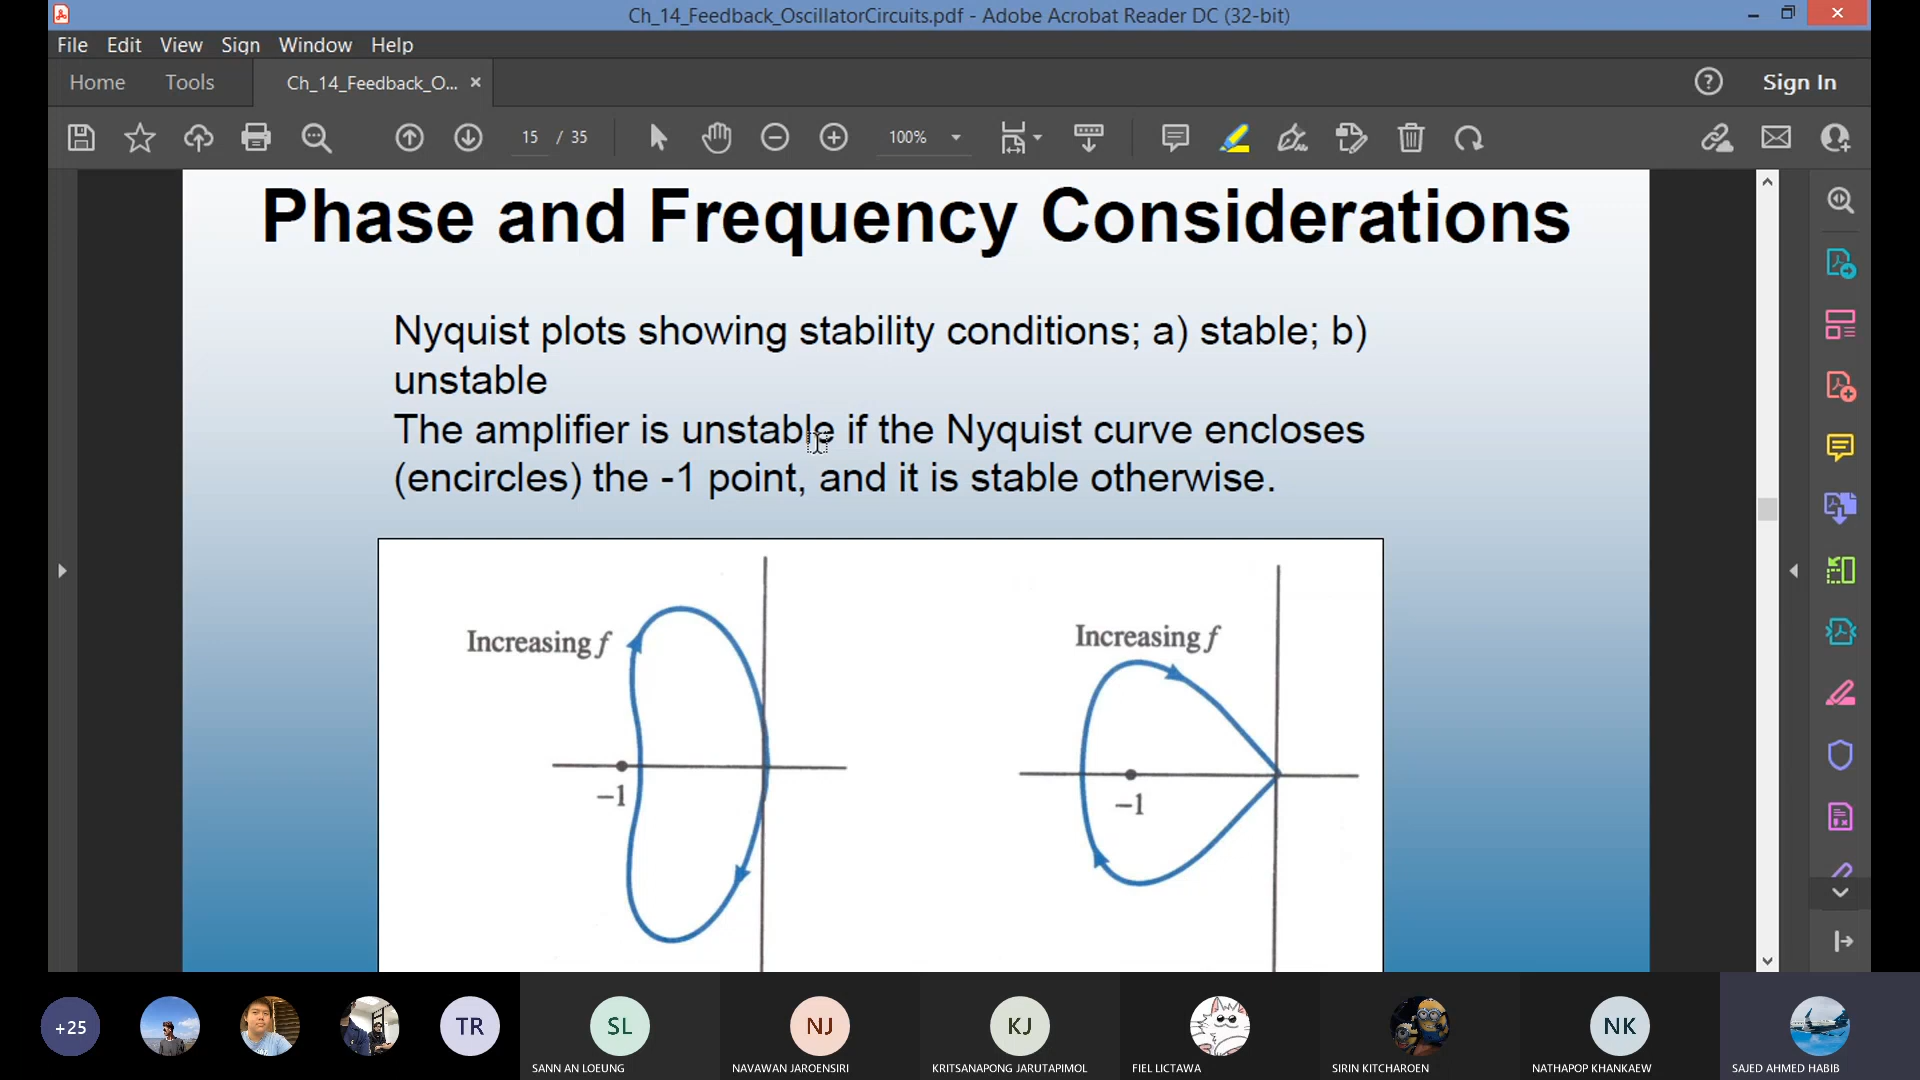 Ch_14_Feedback_OscillatorCircuits.pdf - Adobe Acrobat Reader DC (32-bit)
File Edit View Sign Window Help
Home Tools Ch_14_Feedback_O... × Sign In
15 / 35 100%
Phase and Frequency Considerations
Nyquist plots showing stability conditions; a) stable; b)
unstable
The amplifier is unstable if the Nyquist curve encloses
(encircles) the -1 point, and it is stable otherwise.
Increasing f
−1
Increasing f
−1
+25 TR SL NJ KJ NK
SANN AN LOEUNG NAVAWAN JAROENSIRI KRITSANAPONG JARUTAPIMOL FIEL LICTAWA SIRIN KITCHAROEN NATHAPOP KHANKAEW SAJED AHMED HABIB